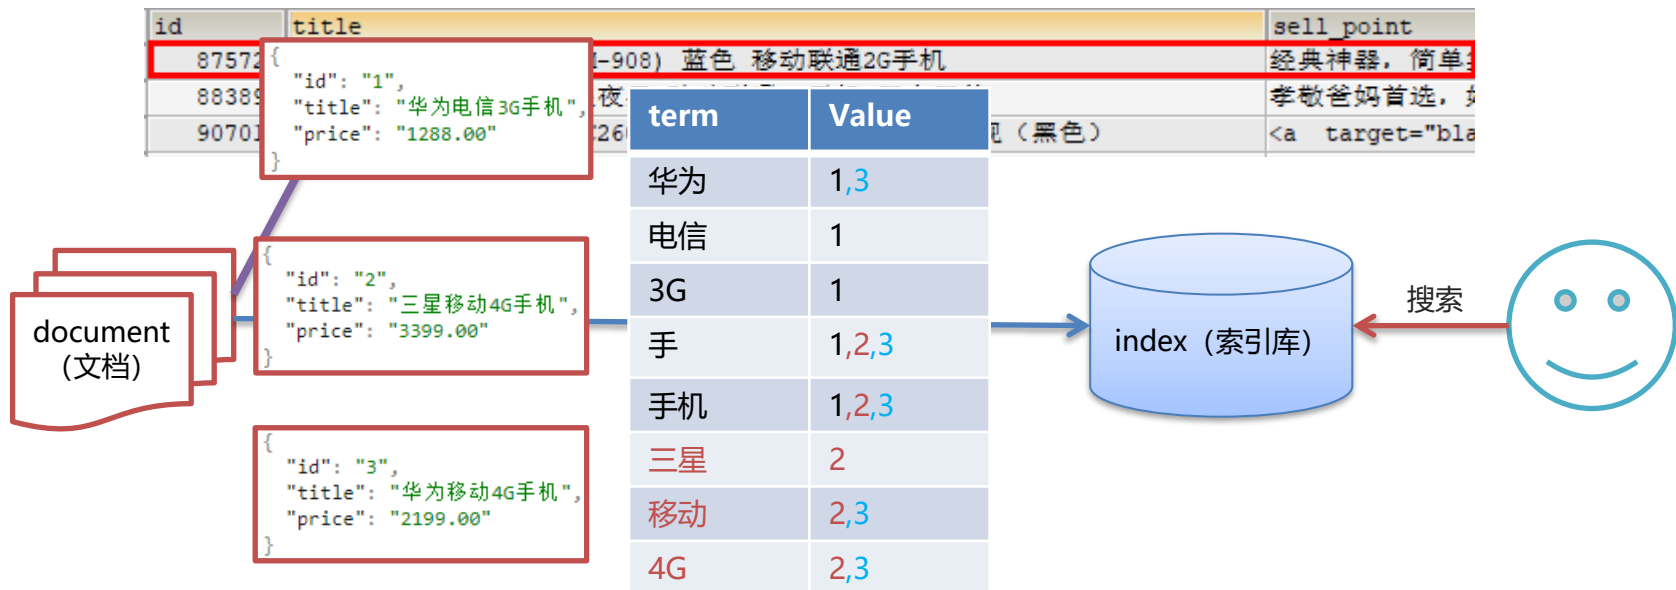 id title sell_point
87572 -908) 蓝色 移动联通2G手机 经典神器，简单
88389 夜 孝敬爸妈首选，
90701 26 （黑色） <a target="bla
{
"id": "1",
"title": "华为电信3G手机",
"price": "1288.00"
}
{
"id": "2",
"title": "三星移动4G手机",
"price": "3399.00"
}
{
"id": "3",
"title": "华为移动4G手机",
"price": "2199.00"
}
document
（文档）
term Value
华为 1,3
电信 1
3G 1
手 1,2,3
手机 1,2,3
三星 2
移动 2,3
4G 2,3
index（索引库）
搜索